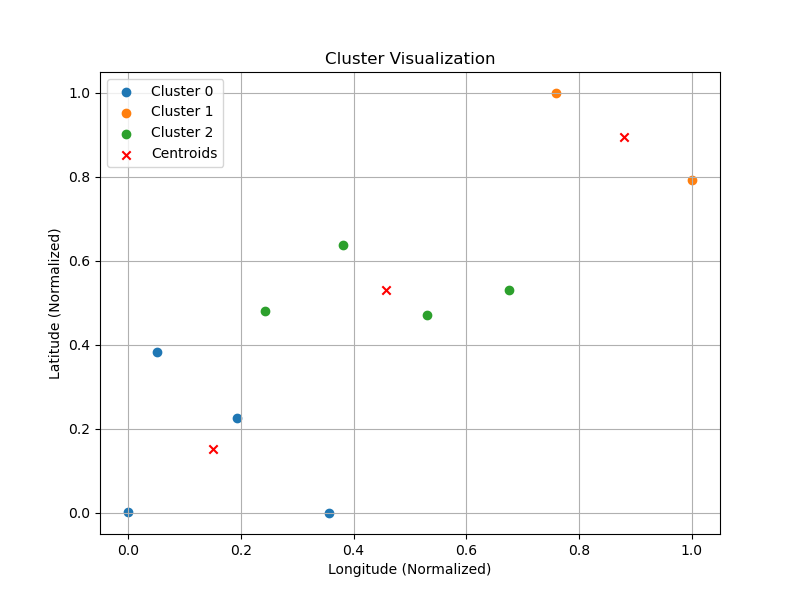 Cluster Visualization
Cluster 0
Cluster 1
Cluster 2
Centroids
Latitude (Normalized)
1.0
0.8
0.6
0.4
0.2
0.0
0.0 0.2 0.4 0.6 0.8 1.0
Longitude (Normalized)